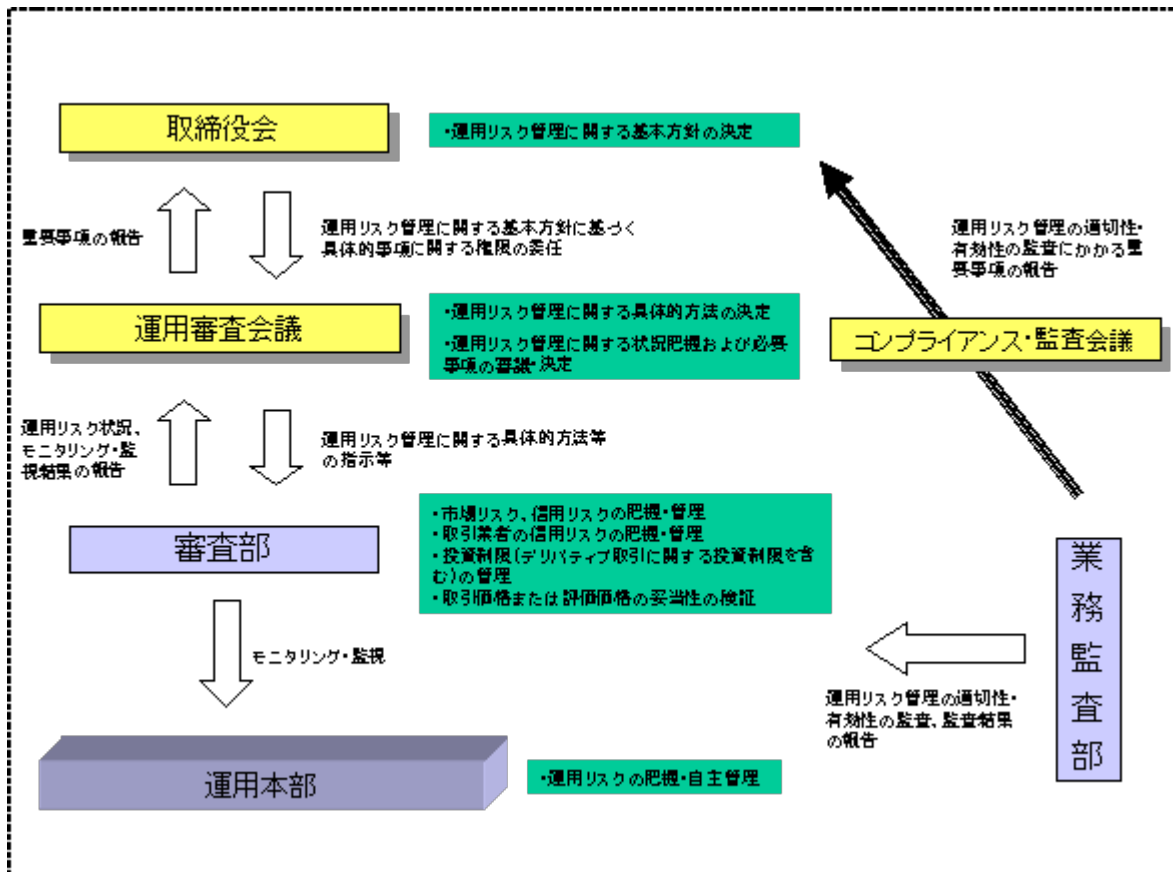 取締役会
・運用リスク管理に関する基本方針の決定
重要事項の報告
運用リスク管理に関する基本方針に基づく
具体的事項に関する権限の委任
運用リスク管理の適切性・
有効性の監査にかかる重
要事項の報告
運用審査会議
・運用リスク管理に関する具体的方法の決定
・運用リスク管理に関する状況把握および必要
事項の審議・決定
コンプライアンス・監査会議
運用リスク状況、
モニタリング・監
視結果の報告
運用リスク管理に関する具体的方法等
の指示等
審査部
・市場リスク、信用リスクの把握・管理
・取引業者の信用リスクの把握・管理
・投資制限(デリバティブ取引に関する投資制限を含
む)の管理
・取引価格または評価価格の妥当性の検証
業務監査部
モニタリング・監視
運用リスク管理の適切性・
有効性の監査、監査結果
の報告
運用本部
・運用リスクの把握・自主管理